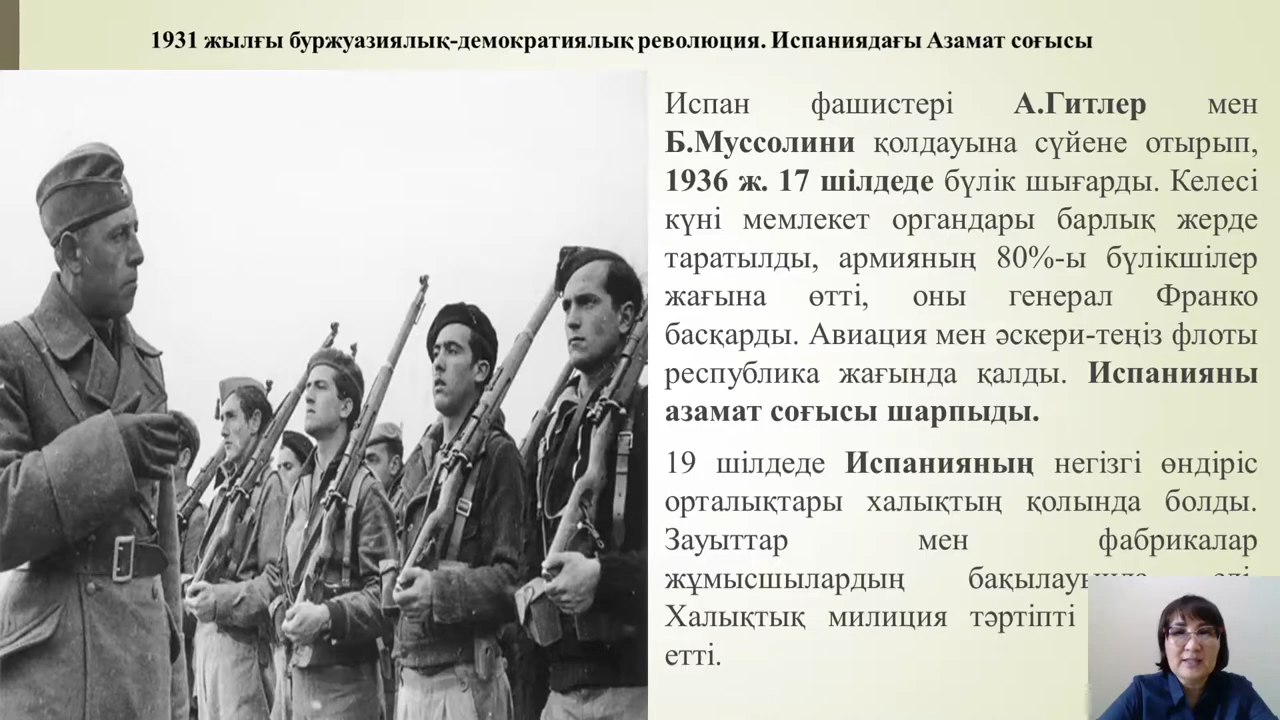 1931 жылғы буржуазиялық-демократиялық революция. Испаниядағы Азамат соғысы
Испан фашистері А.Гитлер мен
Б.Муссолини қолдауына сүйене отырып,
1936 ж. 17 шілдеде бүлік шығарды. Келесі
күні мемлекет органдары барлық жерде
таратылды, армияның 80%-ы бүлікшілер
жағына өтті, оны генерал Франко
басқарды. Авиация мен әскери-теңіз флоты
республика жағында қалды. Испанияны
азамат соғысы шарпыды.
19 шілдеде Испанияның негізгі өндіріс
орталықтары халықтың қолында болды.
Зауыттар мен фабрикалар
жұмысшылардың
Халықтық милиция тәртіпті
етті.